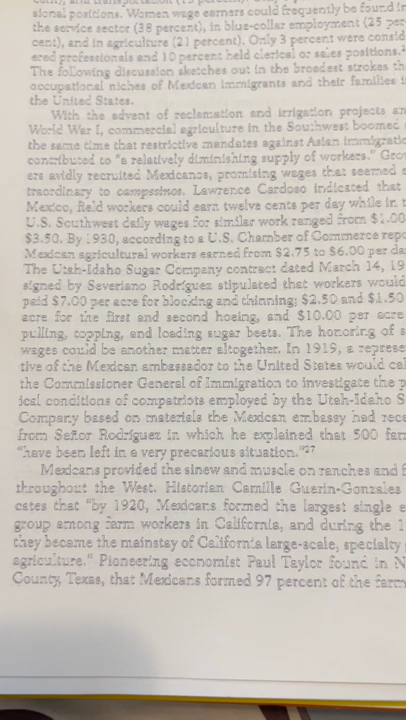 sional positions. Women wage earners could frequently be found in
the service sector (38 percent), in blue-collar employment (25 per
cent), and in agriculture (21 percent). Only 3 percent were consid
ered professionals and 10 percent held clerical or sales positions.
The following discussion sketches out in the broadest strokes th
occupational niches of Mexican immigrants and their families i
the United States.
With the advent of reclamation and irrigation projects an
World War I, commercial agriculture in the Southwest boomed
the same time that restrictive mandates against Asian immigratio
contributed to "a relatively diminishing supply of workers." Grow
ers avidly recruited Mexicanos, promising wages that seemed e
traordinary to campesinos. Lawrence Cardoso indicated that
Mexico, field workers could earn twelve cents per day while in t
U.S. Southwest daily wages for similar work ranged from $1.00
$3.50. By 1930, according to a U.S. Chamber of Commerce repo
Mexican agricultural workers earned from $2.75 to $6.00 per da
The Utah-Idaho Sugar Company contract dated March 14, 19
signed by Severiano Rodríguez stipulated that workers would
paid $7.00 per acre for blocking and thinning; $2.50 and $1.50
acre for the first and second hoeing, and $10.00 per acre
pulling, topping, and loading sugar beets. The honoring of s
wages could be another matter altogether. In 1919, a represe
tive of the Mexican ambassador to the United States would cal
the Commissioner General of Immigration to investigate the p
ical conditions of compatriots employed by the Utah-Idaho S
Company based on materials the Mexican embassy had rece
from Señor Rodríguez in which he explained that 500 fam
"have been left in a very precarious situation."27
Mexicans provided the sinew and muscle on ranches and f
throughout the West. Historian Camille Guerin-Gonzales
cates that "by 1920, Mexicans formed the largest single e
group among farm workers in California, and during the 1
they became the mainstay of California large-scale, specialty
agriculture." Pioneering economist Paul Taylor found in N
County, Texas, that Mexicans formed 97 percent of the farm